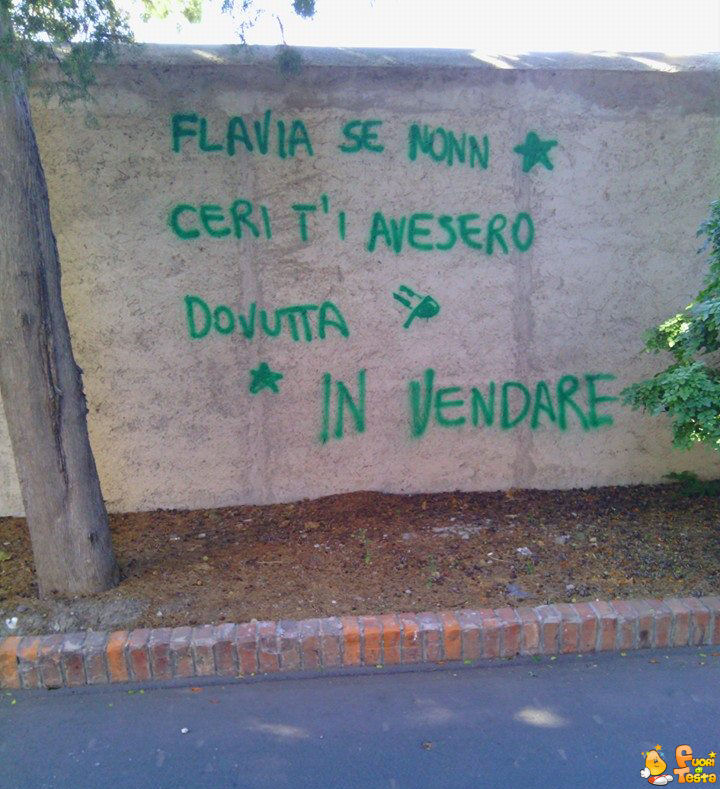 FLAVIA SE NONN
CERI T'I AVESERO
DOVUTTA
IN VENDARE
Fuori
di
Testa